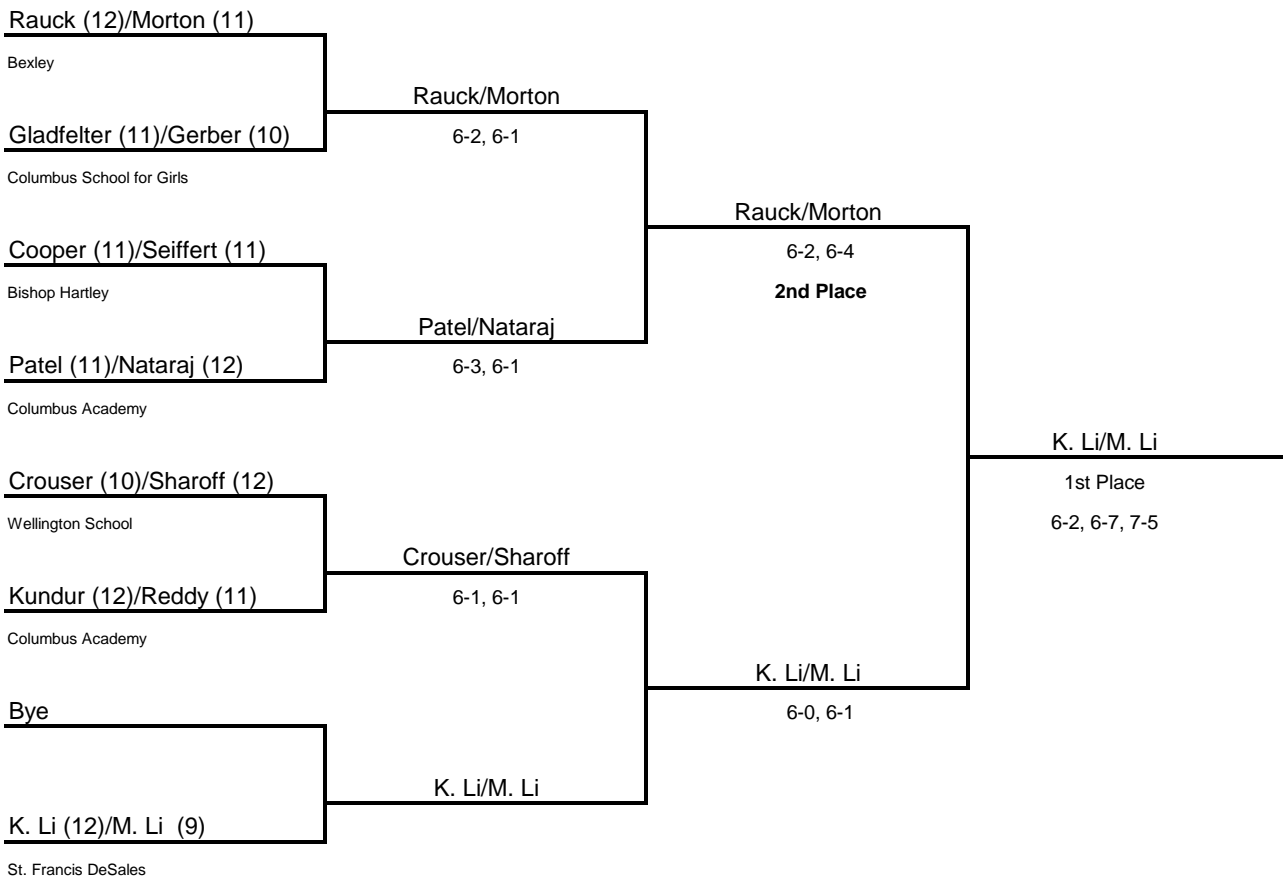 Rauck (12)/Morton (11)
Bexley
Rauck/Morton
Gladfelter (11)/Gerber (10)
6-2, 6-1
Columbus School for Girls
Rauck/Morton
Cooper (11)/Seiffert (11)
6-2, 6-4
Bishop Hartley
2nd Place
Patel/Nataraj
Patel (11)/Nataraj (12)
6-3, 6-1
Columbus Academy
K. Li/M. Li
Crouser (10)/Sharoff (12)
1st Place
Wellington School
6-2, 6-7, 7-5
Crouser/Sharoff
Kundur (12)/Reddy (11)
6-1, 6-1
Columbus Academy
K. Li/M. Li
Bye
6-0, 6-1
K. Li/M. Li
K. Li (12)/M. Li (9)
St. Francis DeSales